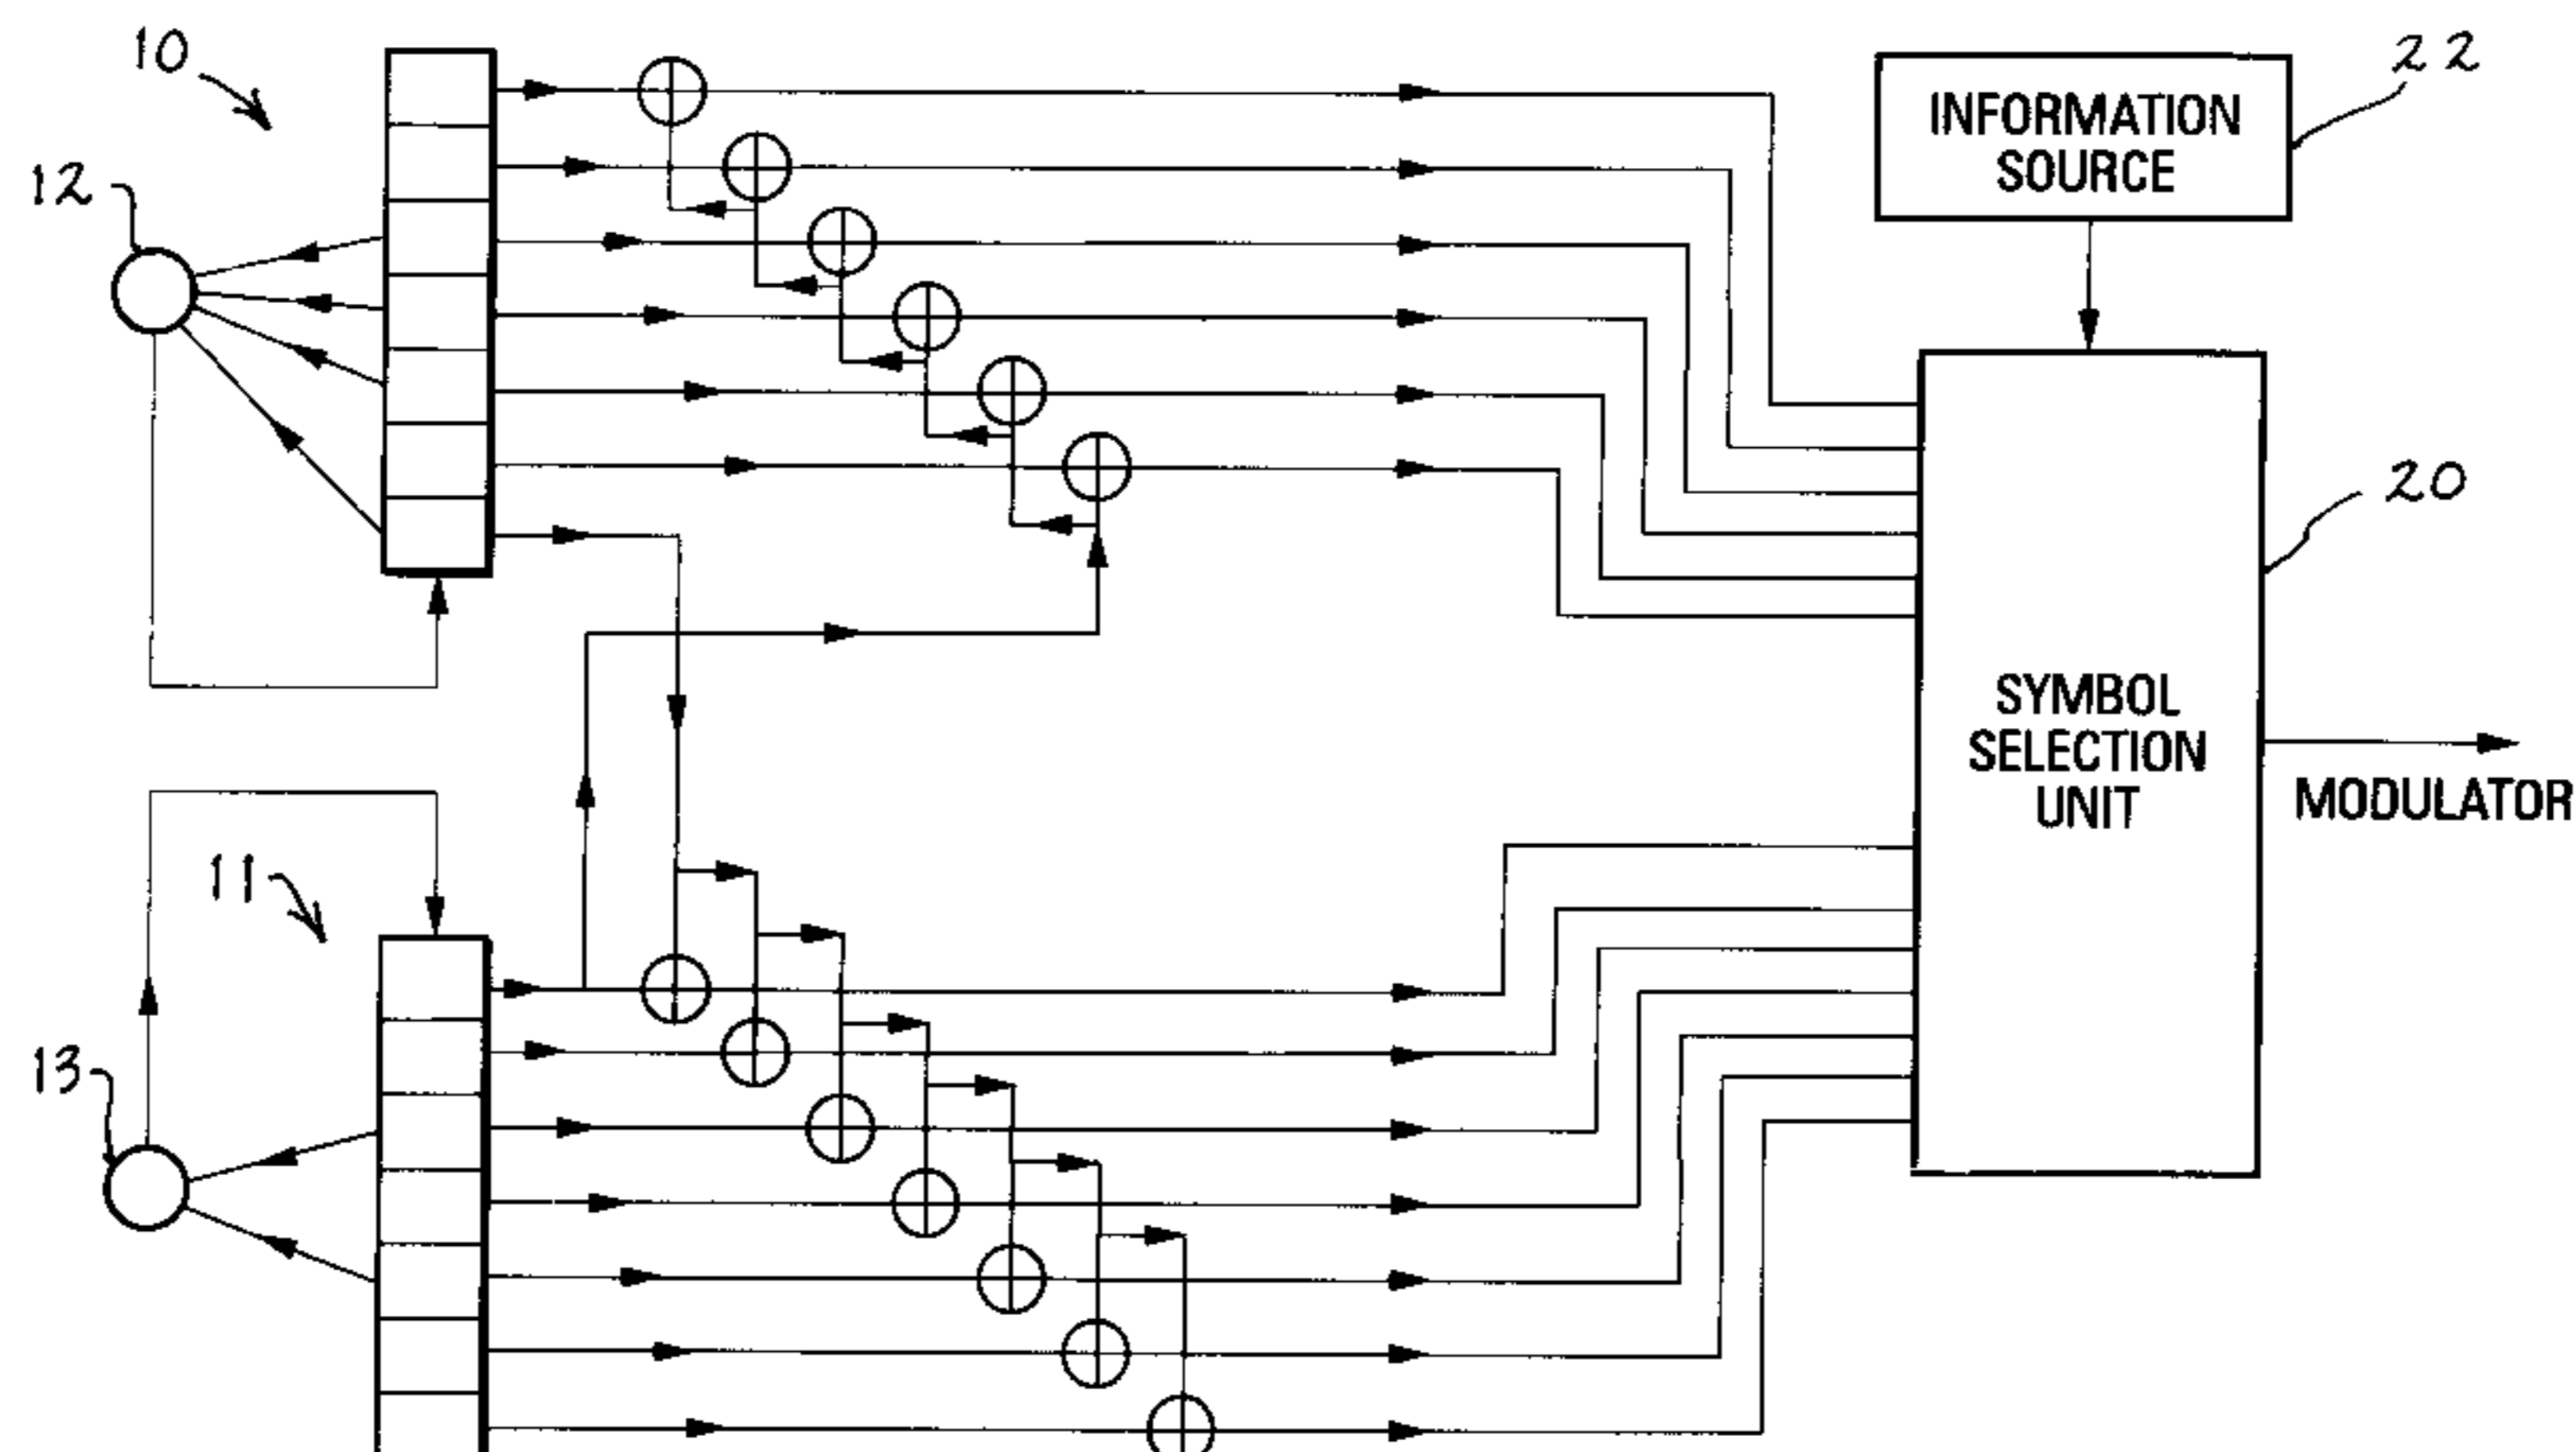 10
22
INFORMATION
SOURCE
12
20
SYMBOL
SELECTION
UNIT
MODULATOR
11
13